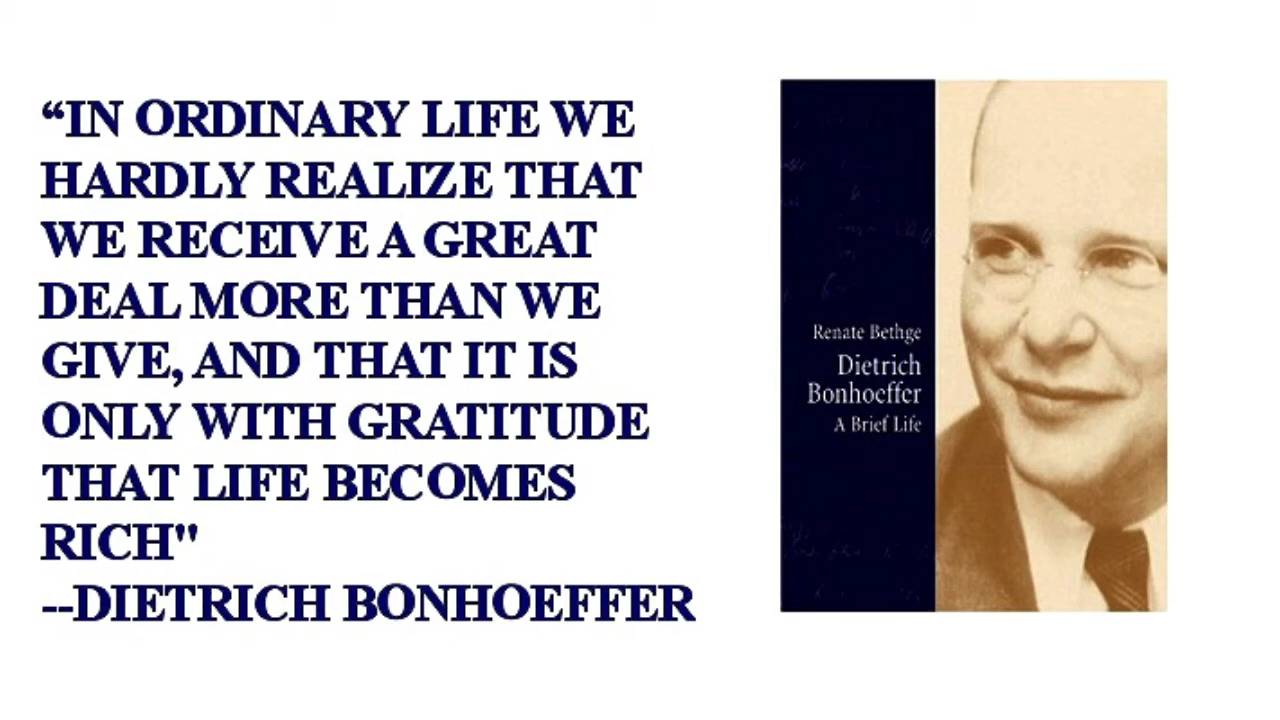 “IN ORDINARY LIFE WE
HARDLY REALIZE THAT
WE RECEIVE A GREAT
DEAL MORE THAN WE
GIVE, AND THAT IT IS
ONLY WITH GRATITUDE
THAT LIFE BECOMES
RICH"
--DIETRICH BONHOEFFER
Renate Bethge
Dietrich
Bonhoeffer
A Brief Life